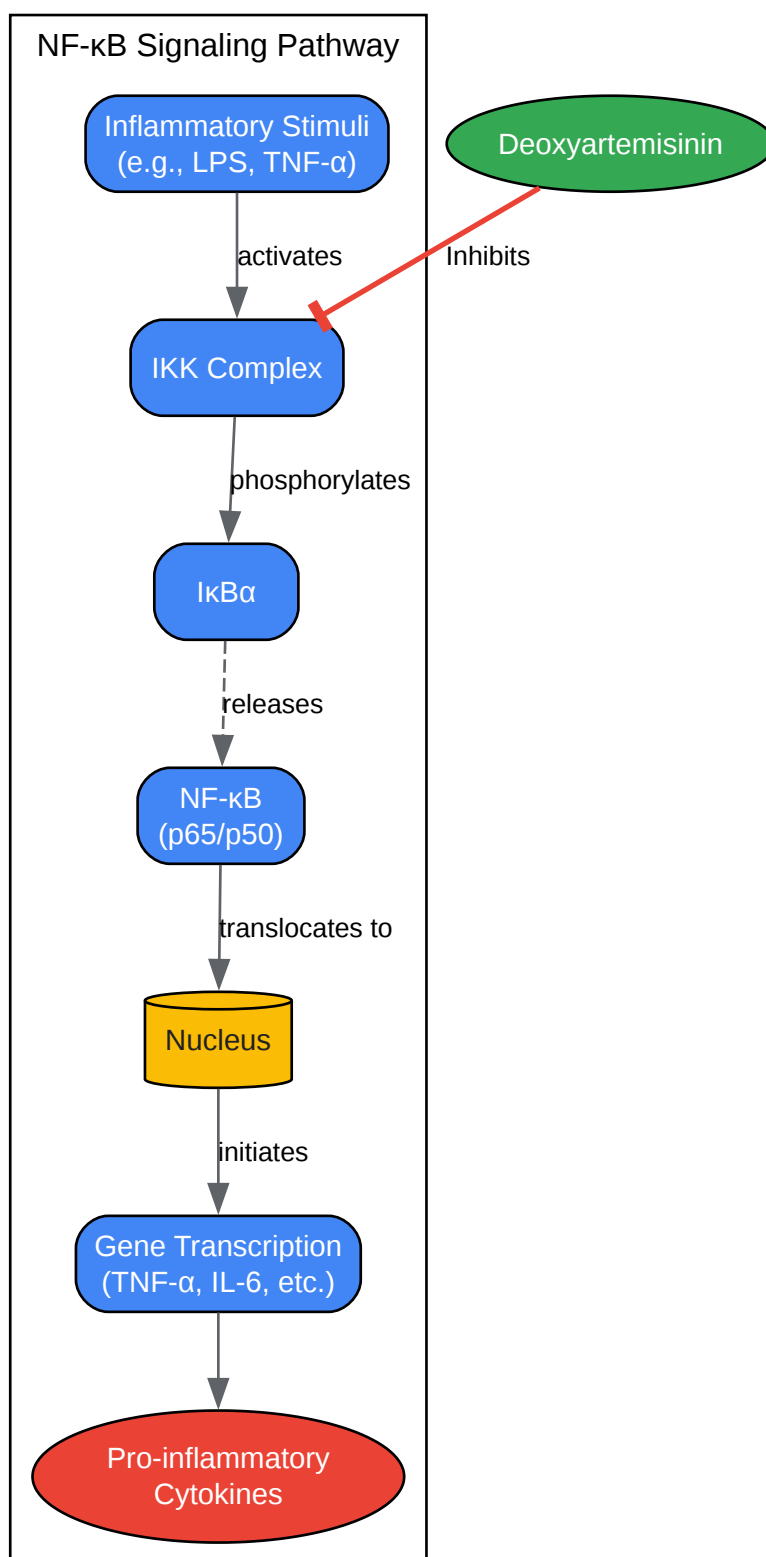 NF-κB Signaling Pathway
Inflammatory Stimuli
(e.g., LPS, TNF-α)
Deoxyartemisinin
activates
Inhibits
IKK Complex
phosphorylates
IκBα
releases
NF-κB
(p65/p50)
translocates to
Nucleus
initiates
Gene Transcription
(TNF-α, IL-6, etc.)
Pro-inflammatory
Cytokines